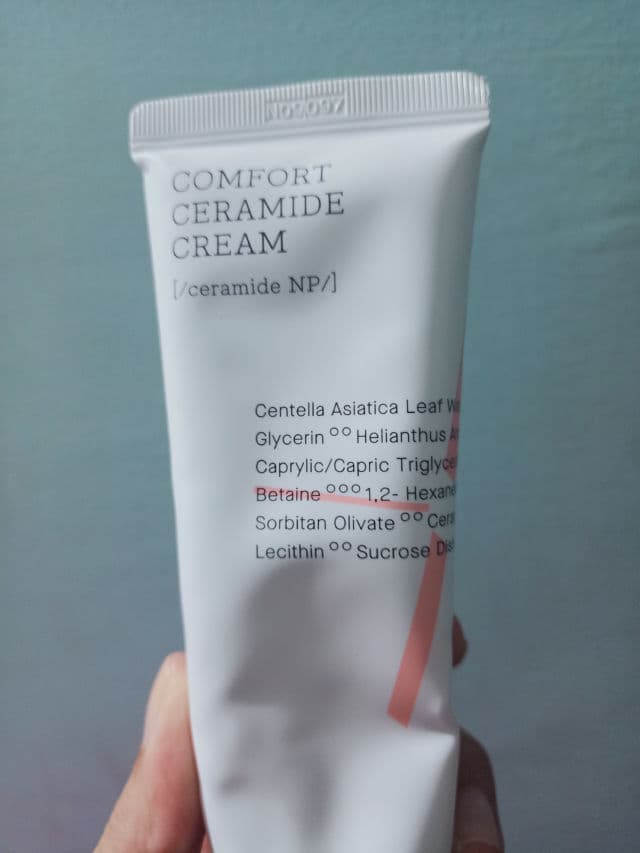 COMFORT
CERAMIDE
CREAM
[/ceramide NP/]
Centella Asiatica Leaf
Glycerin °° Helianthus
Caprylic/Capric
Betaine °°° 1,2-
Sorbitan Olivate °°
Lecithin °° Sucrose